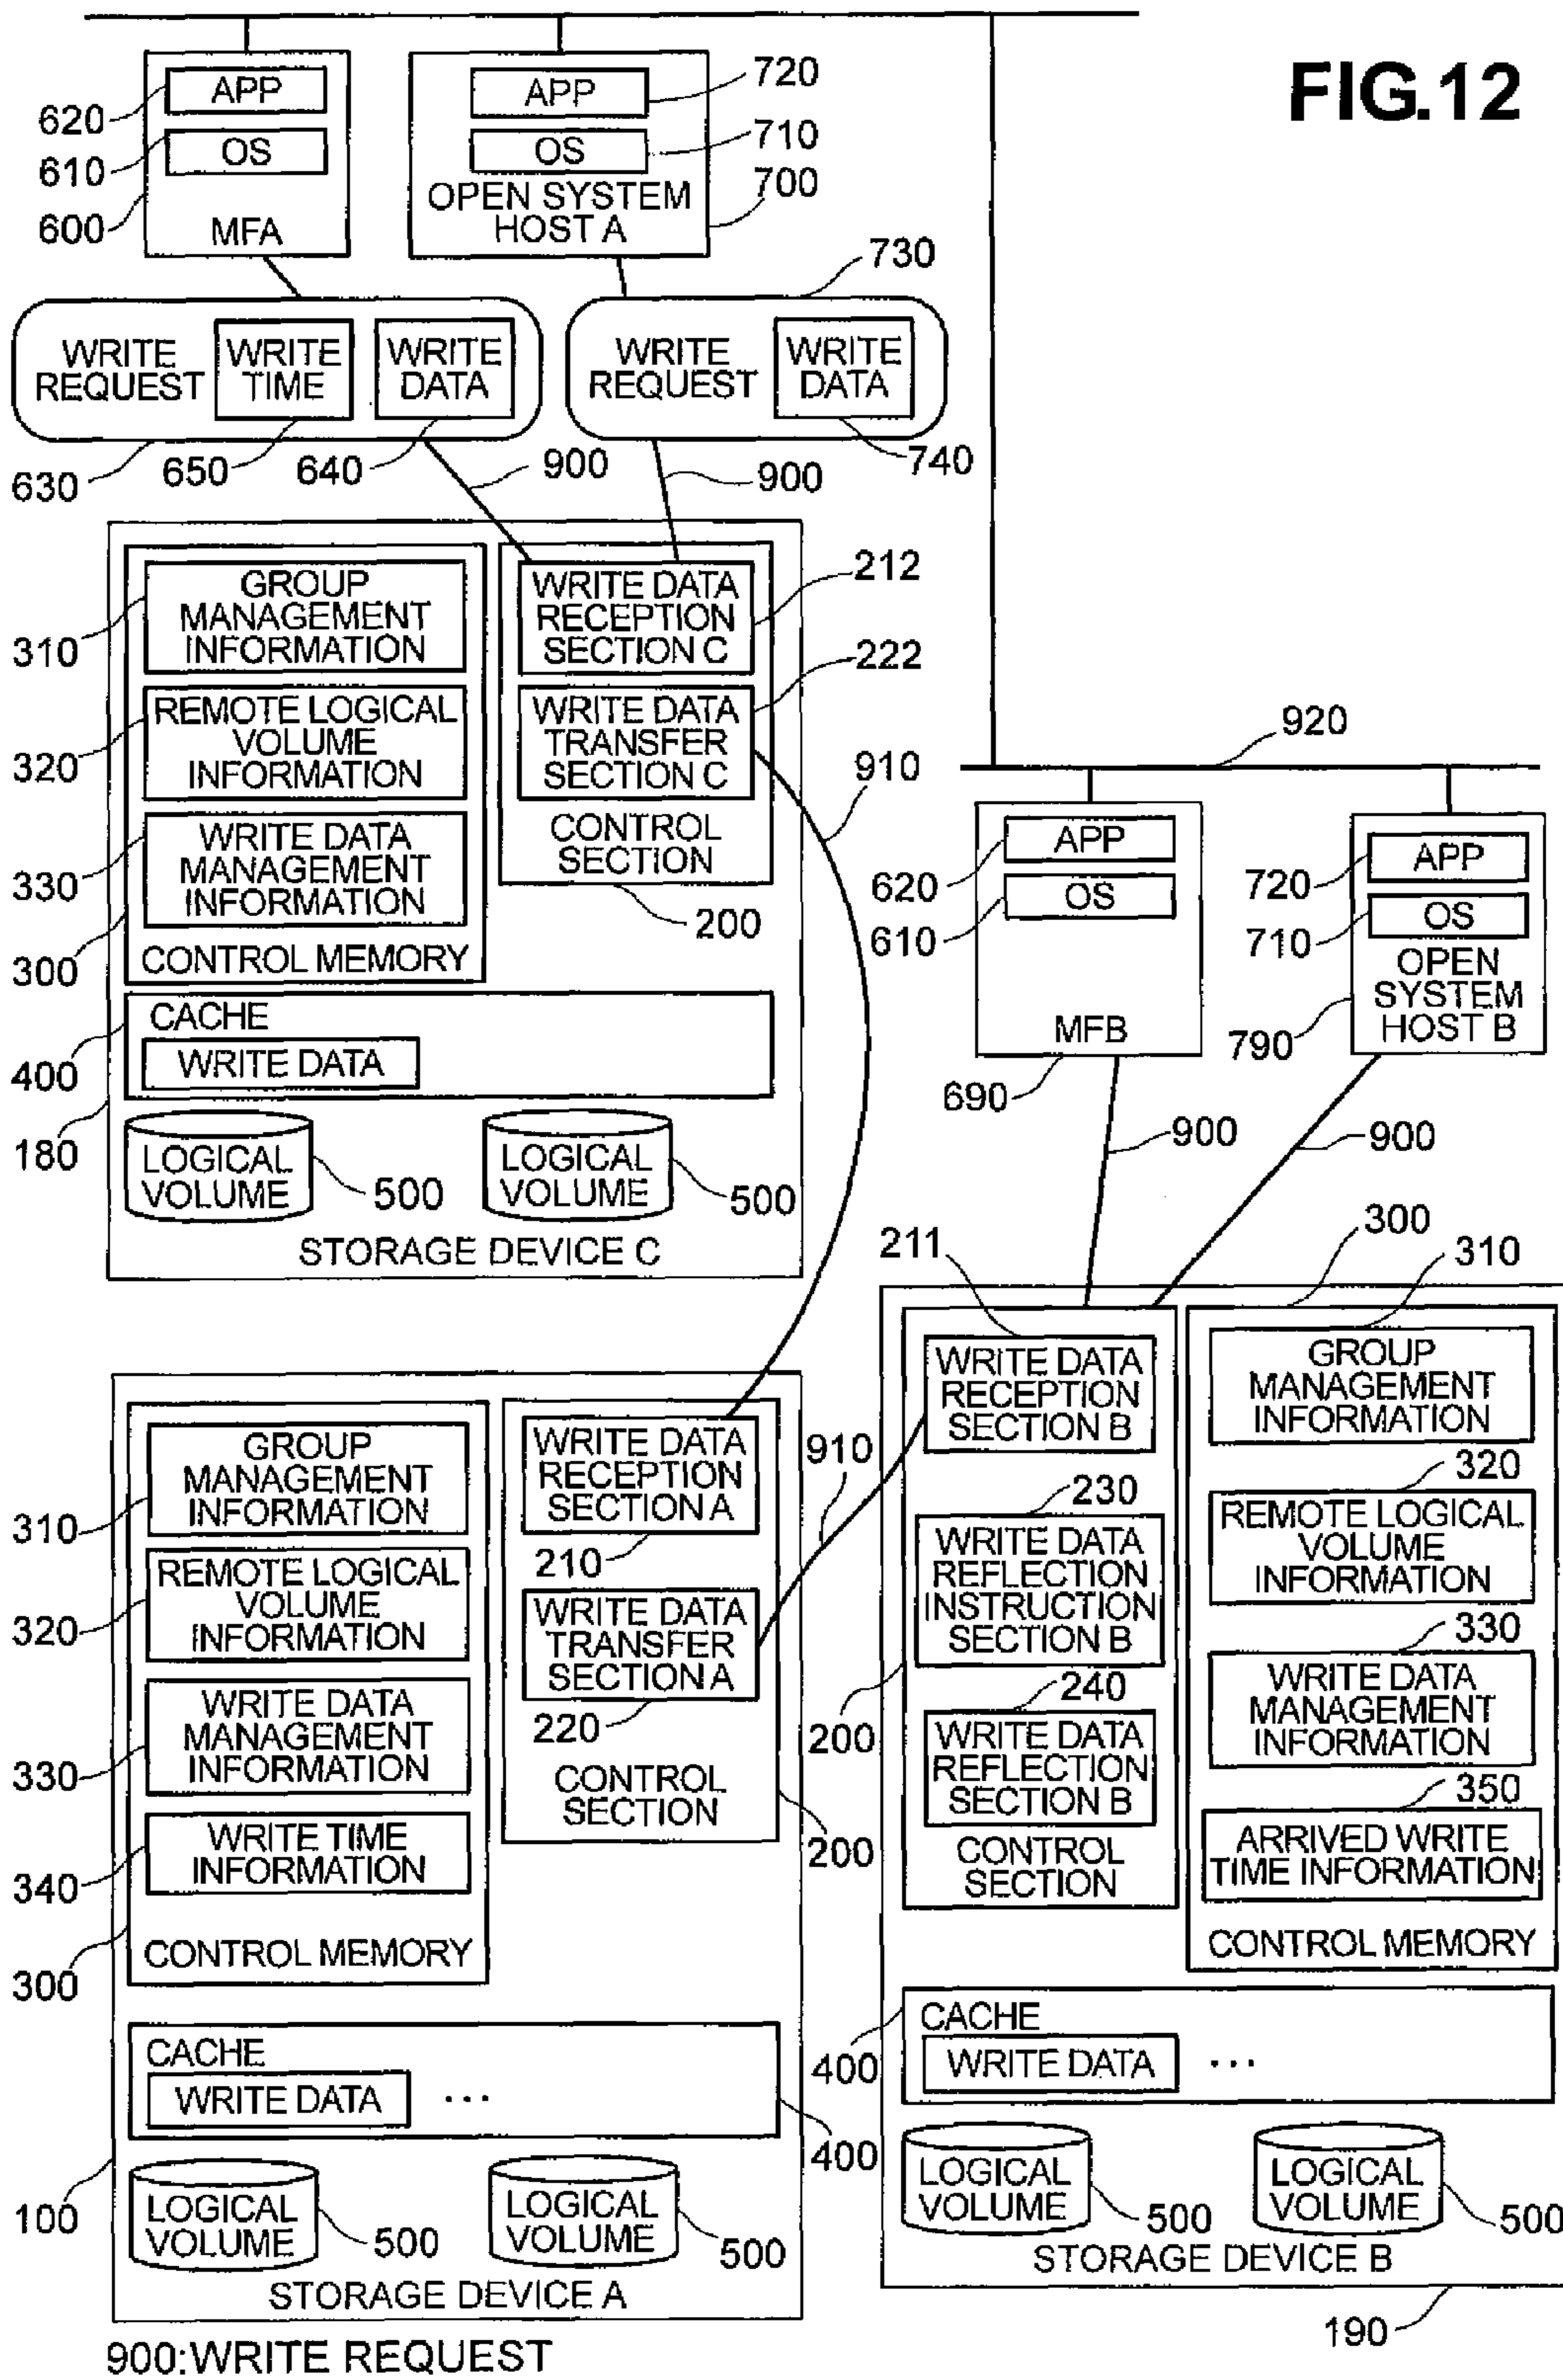 FIG.12
APP
620
OS
610
600
MFA
APP
720
OS
710
OPEN SYSTEM
HOST A
700
730
WRITE
REQUEST
WRITE
TIME
WRITE
DATA
630
650
640
900
WRITE
REQUEST
WRITE
DATA
740
900
GROUP
MANAGEMENT
INFORMATION
310
REMOTE LOGICAL
VOLUME
INFORMATION
320
WRITE DATA
MANAGEMENT
INFORMATION
330
300
CONTROL MEMORY
WRITE DATA
RECEPTION
SECTION C
212
WRITE DATA
TRANSFER
SECTION C
222
CONTROL
SECTION
200
910
CACHE
WRITE DATA
400
180
LOGICAL
VOLUME
500
LOGICAL
VOLUME
500
STORAGE DEVICE C
920
APP
620
OS
610
MFB
690
APP
720
OS
710
OPEN
SYSTEM
HOST B
790
900
900
GROUP
MANAGEMENT
INFORMATION
310
REMOTE LOGICAL
VOLUME
INFORMATION
320
WRITE DATA
MANAGEMENT
INFORMATION
330
WRITE TIME
INFORMATION
340
300
CONTROL MEMORY
WRITE DATA
RECEPTION
SECTION A
210
WRITE DATA
TRANSFER
SECTION A
220
CONTROL
SECTION
200
910
CACHE
WRITE DATA ...
400
100
LOGICAL
VOLUME
500
LOGICAL
VOLUME
500
STORAGE DEVICE A
211
WRITE DATA
RECEPTION
SECTION B
230
WRITE DATA
REFLECTION
INSTRUCTION
SECTION B
200
240
WRITE DATA
REFLECTION
SECTION B
CONTROL
SECTION
300
310
GROUP
MANAGEMENT
INFORMATION
320
REMOTE LOGICAL
VOLUME
INFORMATION
330
WRITE DATA
MANAGEMENT
INFORMATION
350
ARRIVED WRITE
TIME INFORMATION
CONTROL MEMORY
CACHE
WRITE DATA ...
400
LOGICAL
VOLUME
500
LOGICAL
VOLUME
500
STORAGE DEVICE B
190
900:WRITE REQUEST